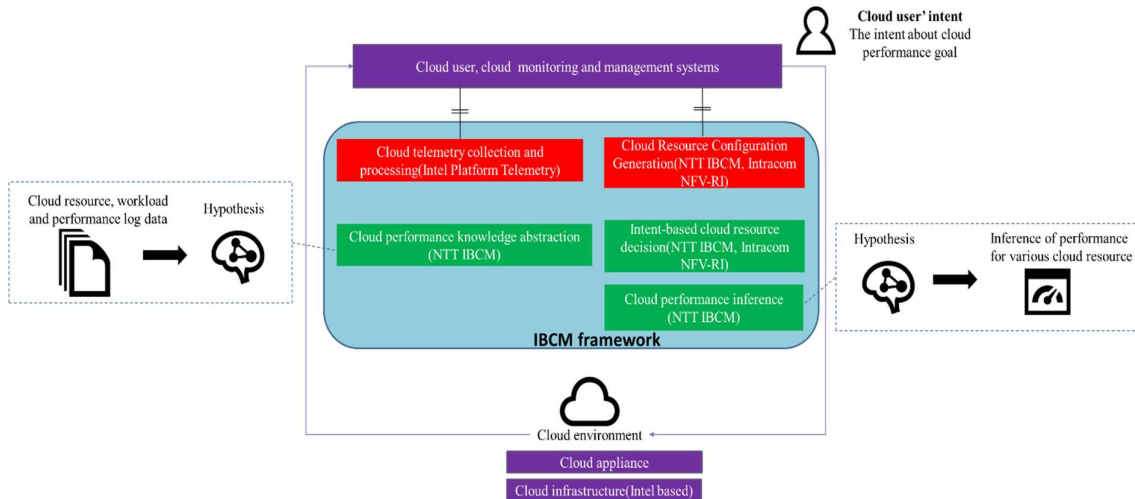 Cloud user' intent
The intent about cloud
performance goal
Cloud user, cloud monitoring and management systems
Cloud telemetry collection and
processing(Intel Platform Telemetry)
Cloud Resource Configuration
Generation(NTT IBCM, Intracom
NFV-RI)
Cloud resource, workload
and performance log data
Hypothesis
Cloud performance knowledge abstraction
(NTT IBCM)
Intent-based cloud resource
decision(NTT IBCM, Intracom
NFV-RI)
Cloud performance inference
(NTT IBCM)
Hypothesis
Inference of performance
for various cloud resource
IBCM framework
Cloud environment
Cloud appliance
Cloud infrastructure(Intel based)